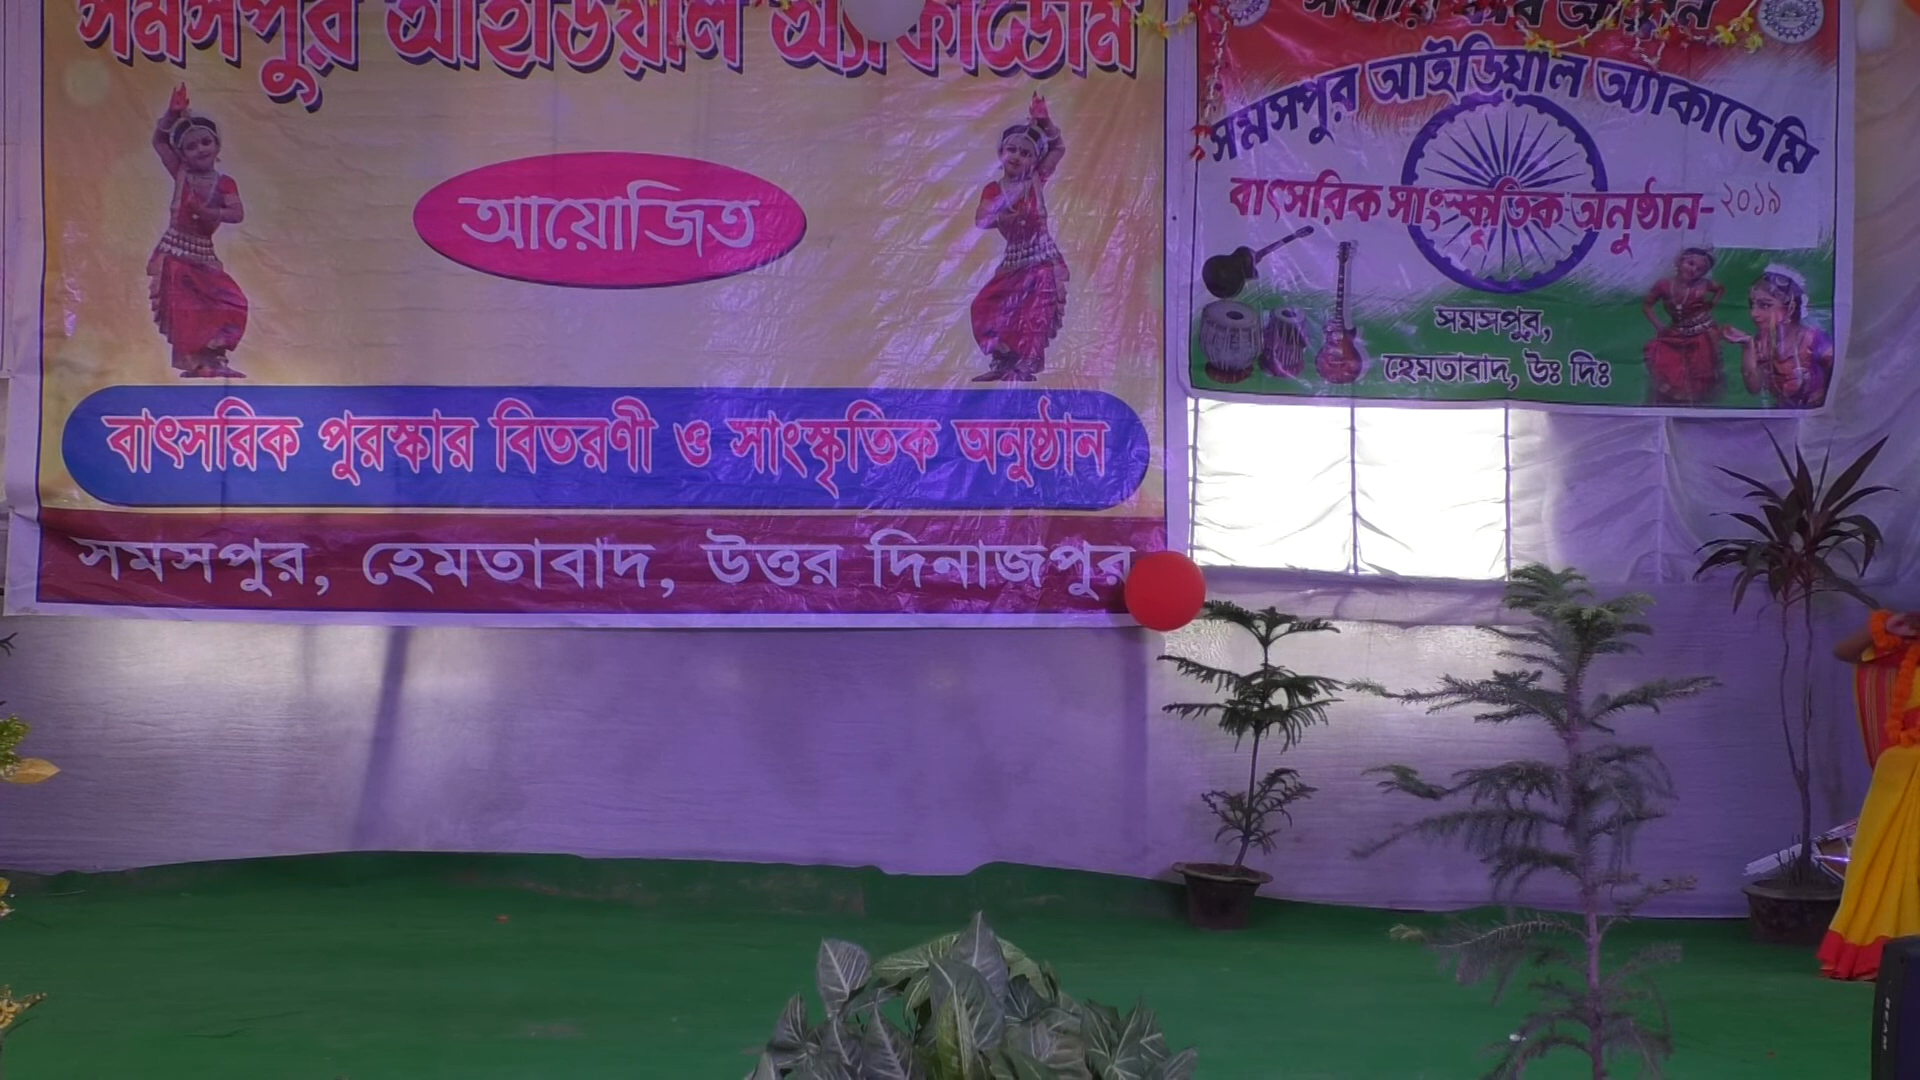 সমসপুর আইডিয়াল অ্যাকাডেমি
আয়োজিত
বাৎসরিক পুরস্কার বিতরণী ও সাংস্কৃতিক অনুষ্ঠান
সমসপুর, হেমতাবাদ, উত্তর দিনাজপুর
সমসপুর আইডিয়াল অ্যাকাডেমি
বাৎসরিক সাংস্কৃতিক অনুষ্ঠান-২০১৯
সমসপুর,
হেমতাবাদ, উঃ দিঃ